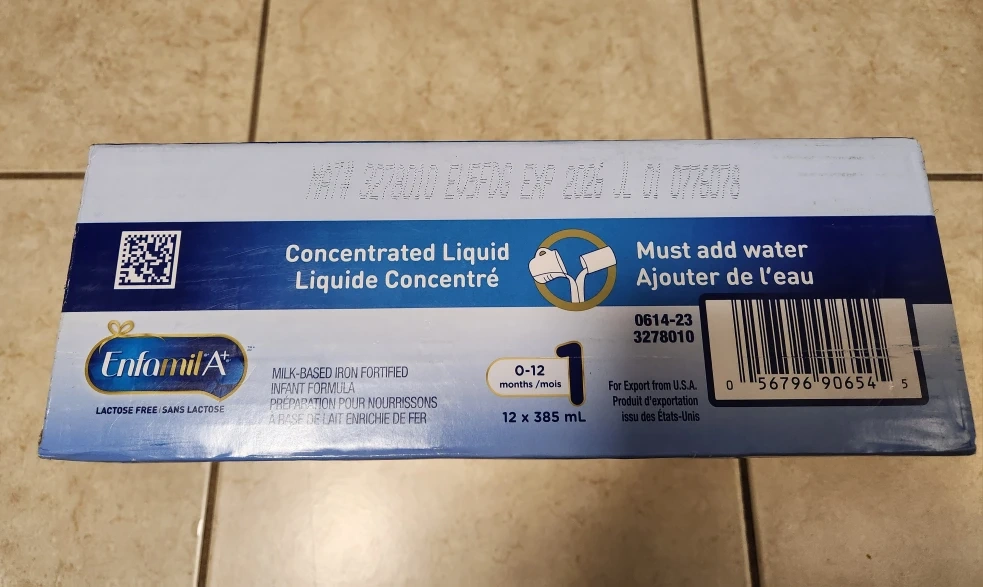 MAT# 3278010 EV5FDG EXP 2026 JL 01 0776078
Concentrated Liquid
Liquide Concentré
Must add water
Ajouter de l'eau
0614-23
3278010
Enfamil A+
LACTOSE FREE SANS LACTOSE
MILK-BASED IRON FORTIFIED
INFANT FORMULA
PRÉPARATION POUR NOURRISSONS
À BASE DE LAIT ENRICHIE DE FER
0-12
months/mois
1
12 x 385 mL
For Export from U.S.A.
Produit d'exportation
issu des États-Unis
0 56796 90654 5